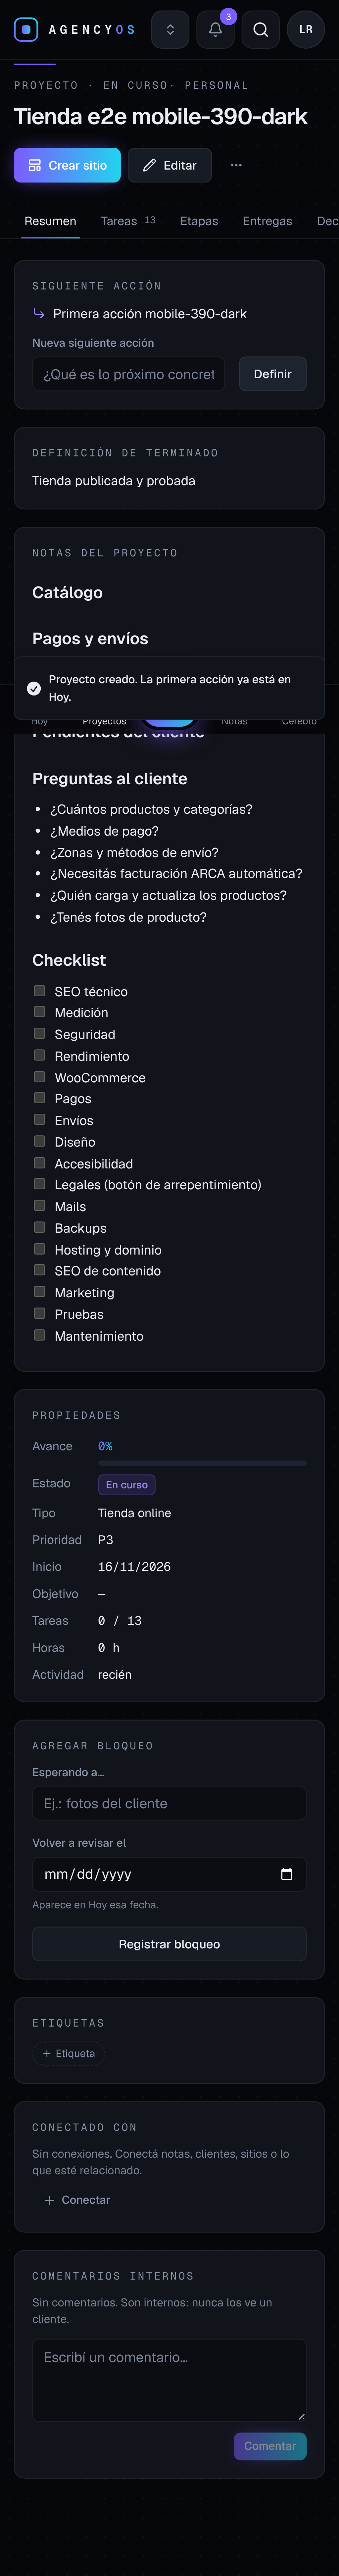 AGENCYOS
3
LR
PROYECTO · EN CURSO· PERSONAL
Tienda e2e mobile-390-dark
Crear sitio
Editar
Resumen
Tareas 13
Etapas
Entregas
Dec
SIGUIENTE ACCIÓN
Primera acción mobile-390-dark
Nueva siguiente acción
¿Qué es lo próximo concret
Definir
DEFINICIÓN DE TERMINADO
Tienda publicada y probada
NOTAS DEL PROYECTO
Catálogo
Pagos y envíos
Proyecto creado. La primera acción ya está en
Hoy.
Hoy
Proyectos
Notas
Cerebro
Pendientes del cliente
Preguntas al cliente
• ¿Cuántos productos y categorías?
• ¿Medios de pago?
• ¿Zonas y métodos de envío?
• ¿Necesitás facturación ARCA automática?
• ¿Quién carga y actualiza los productos?
• ¿Tenés fotos de producto?
Checklist
SEO técnico
Medición
Seguridad
Rendimiento
WooCommerce
Pagos
Envíos
Diseño
Accesibilidad
Legales (botón de arrepentimiento)
Mails
Backups
Hosting y dominio
SEO de contenido
Marketing
Pruebas
Mantenimiento
PROPIEDADES
Avance 0%
Estado En curso
Tipo Tienda online
Prioridad P3
Inicio 16/11/2026
Objetivo —
Tareas 0 / 13
Horas 0 h
Actividad recién
AGREGAR BLOQUEO
Esperando a…
Ej.: fotos del cliente
Volver a revisar el
mm/dd/yyyy
Aparece en Hoy esa fecha.
Registrar bloqueo
ETIQUETAS
+ Etiqueta
CONECTADO CON
Sin conexiones. Conectá notas, clientes, sitios o lo
que esté relacionado.
+ Conectar
COMENTARIOS INTERNOS
Sin comentarios. Son internos: nunca los ve un
cliente.
Escribí un comentario…
Comentar